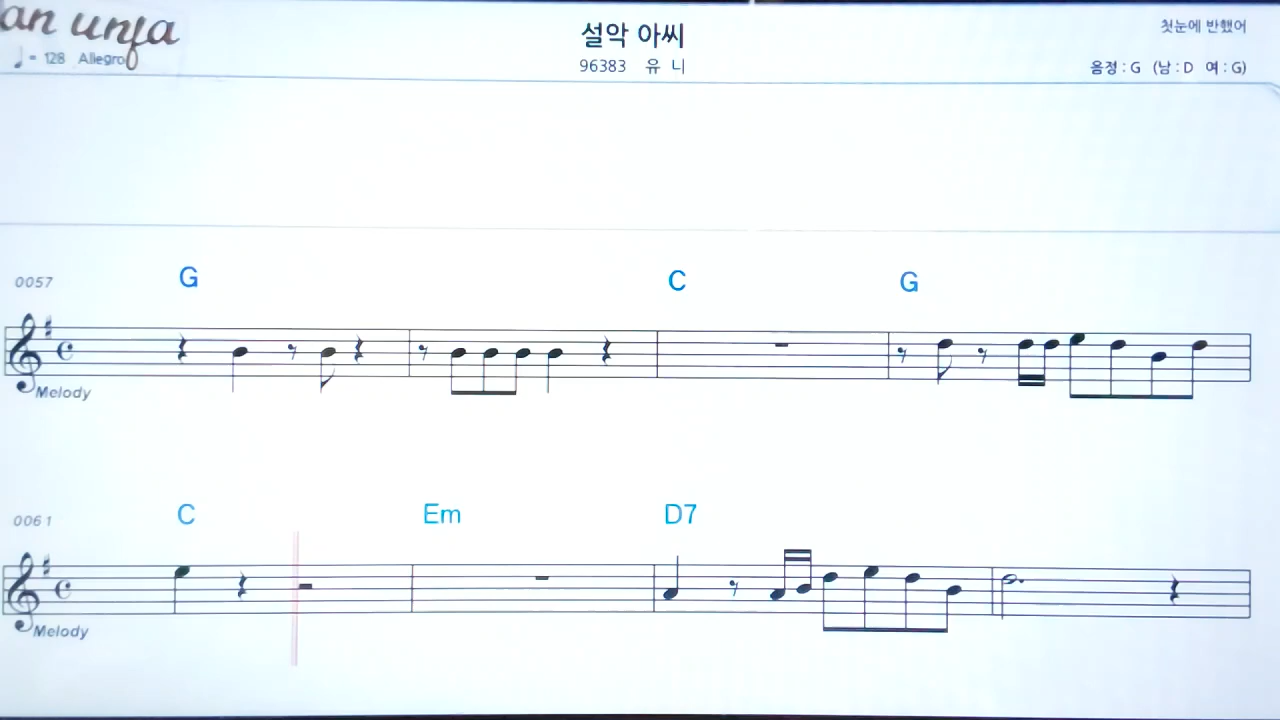 an unja
♩ = 128 Allegro
설악 아씨
96383 유 니
첫눈에 반했어
음정 : G (남 : D 여 : G)
0057
G C G
Melody
0061
C Em D7
Melody